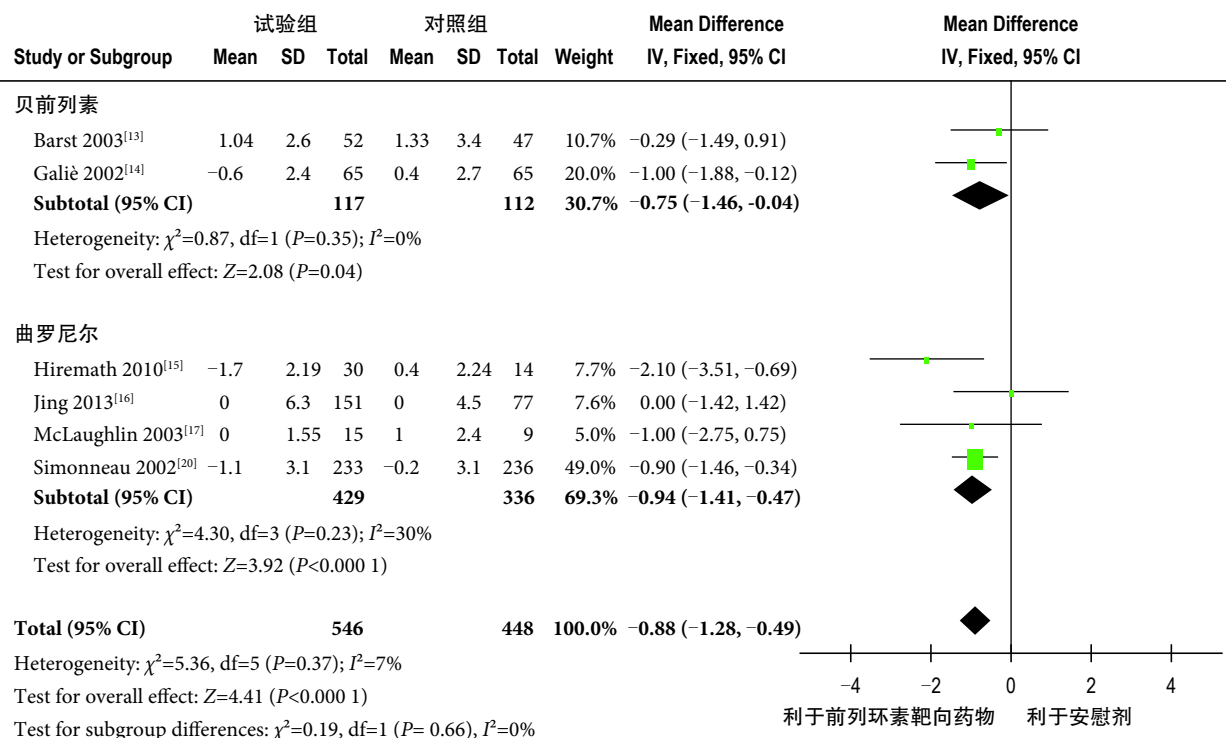 试验组 对照组 Mean Difference Mean Difference
Study or Subgroup Mean SD Total Mean SD Total Weight IV, Fixed, 95% CI IV, Fixed, 95% CI
贝前列素
Barst 2003[13] 1.04 2.6 52 1.33 3.4 47 10.7% −0.29 (−1.49, 0.91)
Galiè 2002[14] −0.6 2.4 65 0.4 2.7 65 20.0% −1.00 (−1.88, −0.12)
Subtotal (95% CI) 117 112 30.7% −0.75 (−1.46, -0.04)
Heterogeneity: χ²=0.87, df=1 (P=0.35); I²=0%
Test for overall effect: Z=2.08 (P=0.04)
曲罗尼尔
Hiremath 2010[15] −1.7 2.19 30 0.4 2.24 14 7.7% −2.10 (−3.51, −0.69)
Jing 2013[16] 0 6.3 151 0 4.5 77 7.6% 0.00 (−1.42, 1.42)
McLaughlin 2003[17] 0 1.55 15 1 2.4 9 5.0% −1.00 (−2.75, 0.75)
Simonneau 2002[20] −1.1 3.1 233 −0.2 3.1 236 49.0% −0.90 (−1.46, −0.34)
Subtotal (95% CI) 429 336 69.3% −0.94 (−1.41, −0.47)
Heterogeneity: χ²=4.30, df=3 (P=0.23); I²=30%
Test for overall effect: Z=3.92 (P<0.000 1)
Total (95% CI) 546 448 100.0% −0.88 (−1.28, −0.49)
Heterogeneity: χ²=5.36, df=5 (P=0.37); I²=7%
Test for overall effect: Z=4.41 (P<0.000 1)
Test for subgroup differences: χ²=0.19, df=1 (P= 0.66), I²=0%
−4 −2 0 2 4
利于前列环素靶向药物 利于安慰剂